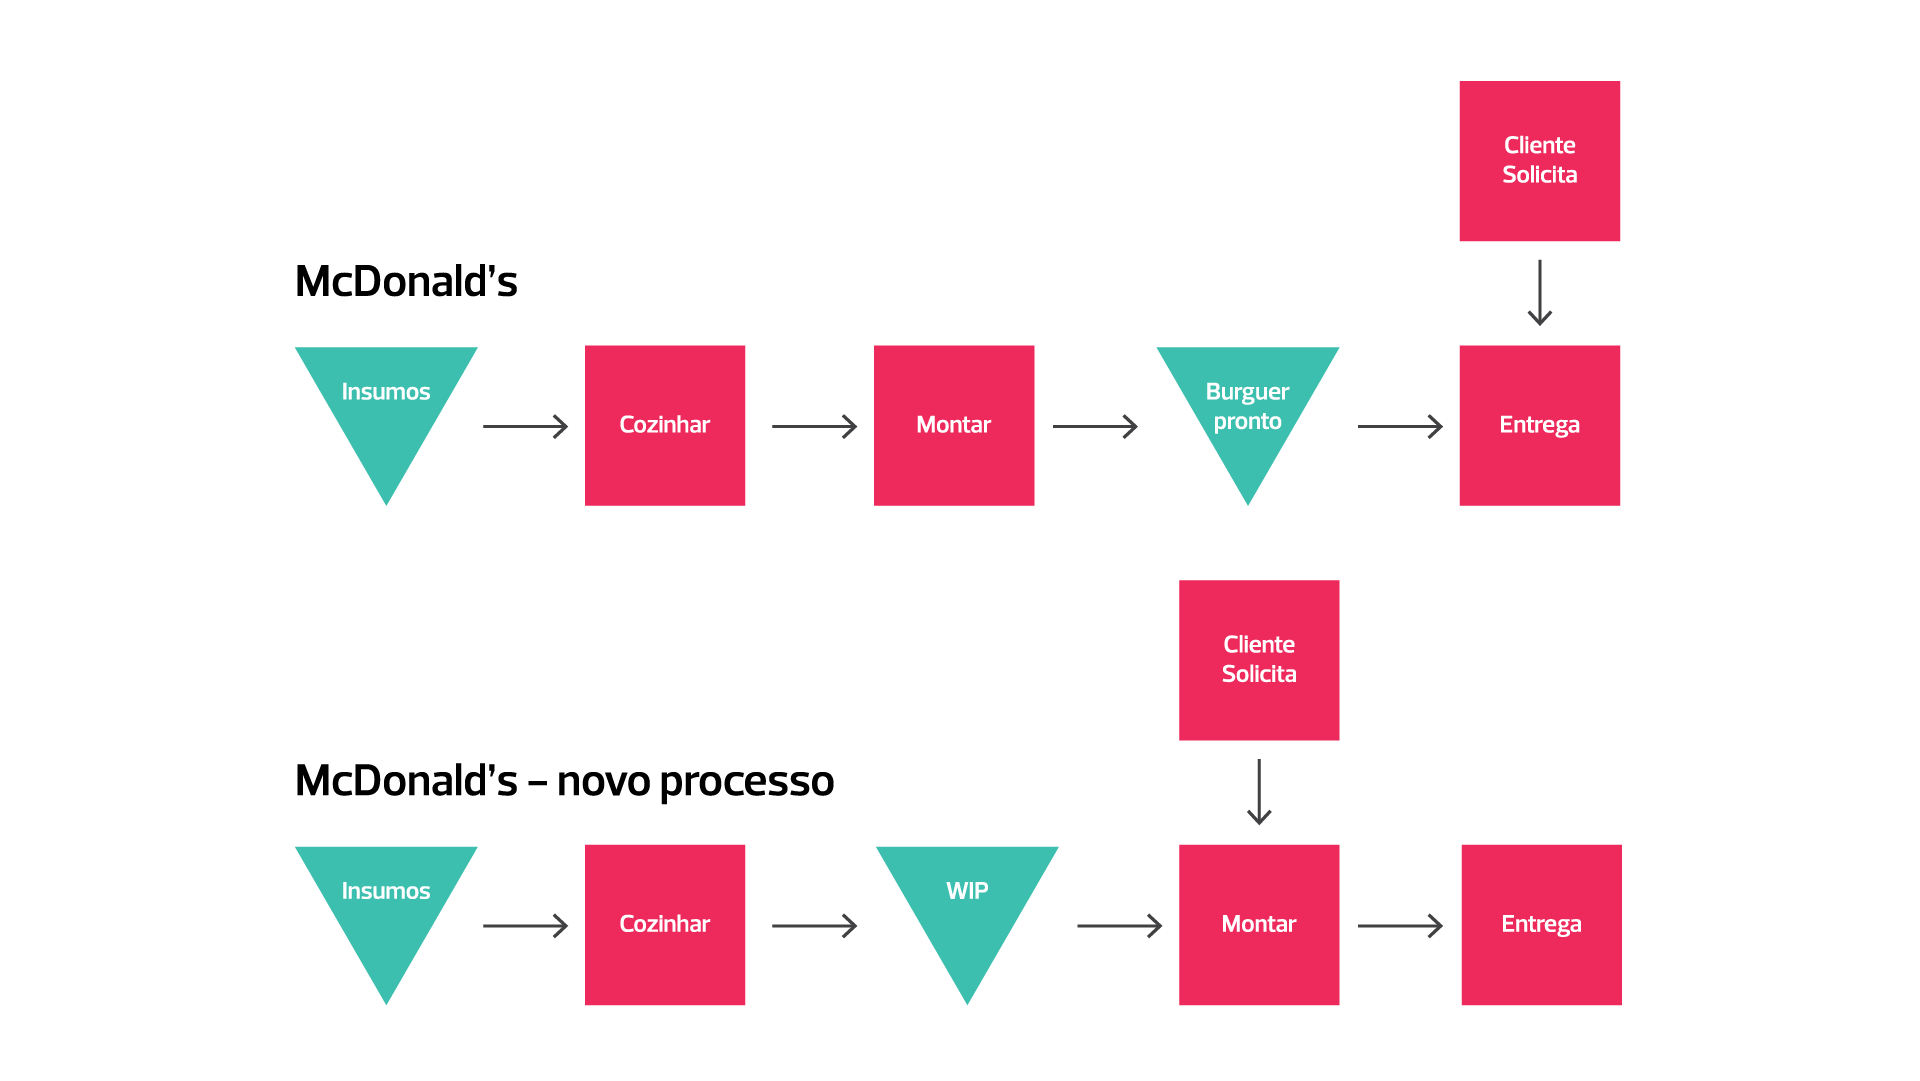 Cliente
Solicita
McDonald’s
Insumos
Cozinhar
Montar
Burguer
pronto
Entrega
Cliente
Solicita
McDonald’s – novo processo
Insumos
Cozinhar
WIP
Montar
Entrega